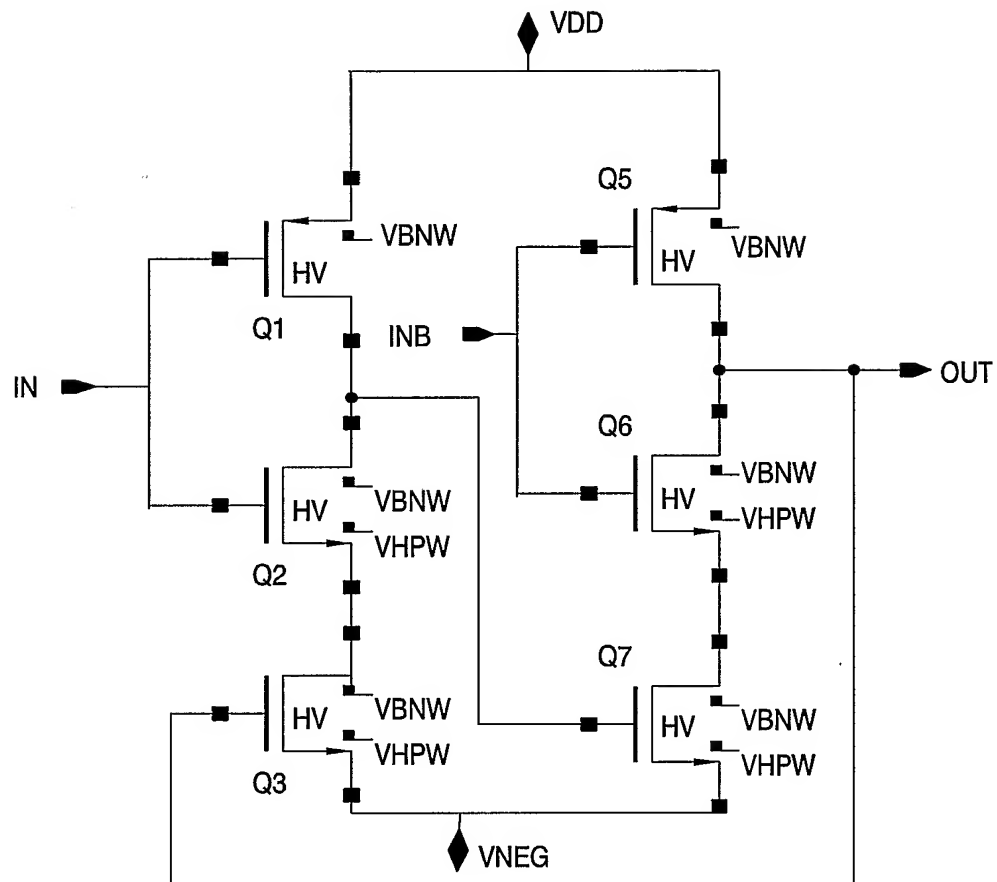 VDD
Q5
VBNW
VBNW
HV
HV
Q1
INB
IN
OUT
Q6
VBNW
VBNW
HV
HV
VHPW
VHPW
Q2
Q7
VBNW
VBNW
HV
HV
VHPW
VHPW
Q3
VNEG